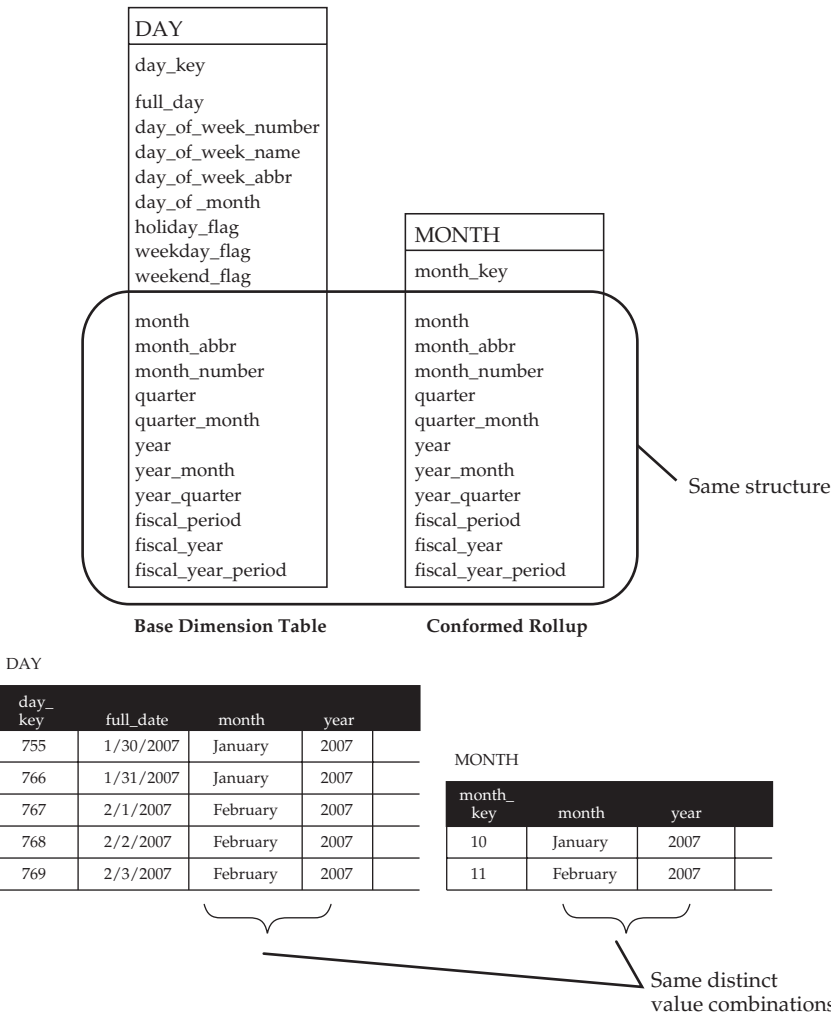 DAY
day_key
full_day
day_of_week_number
day_of_week_name
day_of_week_abbr
day_of _month
holiday_flag
weekday_flag
weekend_flag
month
month_abbr
month_number
quarter
quarter_month
year
year_month
year_quarter
fiscal_period
fiscal_year
fiscal_year_period
MONTH
month_key
month
month_abbr
month_number
quarter
quarter_month
year
year_month
year_quarter
fiscal_period
fiscal_year
fiscal_year_period
Same structure
Base Dimension Table
Conformed Rollup
DAY
day_
key full_date month year
755 1/30/2007 January 2007
766 1/31/2007 January 2007
767 2/1/2007 February 2007
768 2/2/2007 February 2007
769 2/3/2007 February 2007
MONTH
month_
key month year
10 January 2007
11 February 2007
Same distinct
value combinations